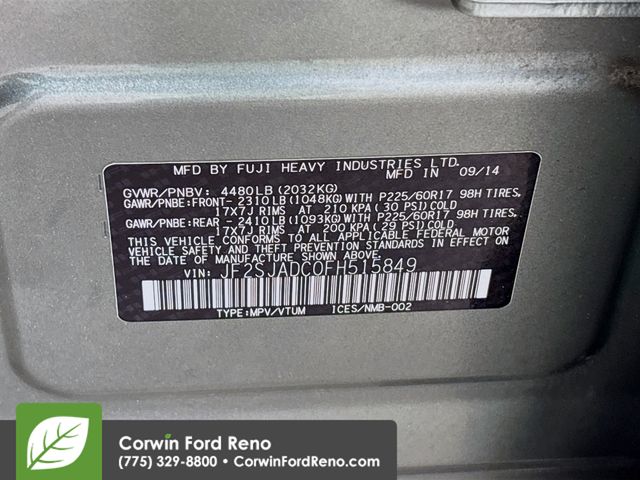 MFD BY FUJI HEAVY INDUSTRIES LTD.
MFD IN 09/14
GVWR/PNBV: 4480LB (2032KG)
GAWR/PNBE: FRONT- 2310LB (1048KG) WITH P225/60R17 98H TIRES,
17X7J RIMS AT 210 KPA (30 PSI) COLD
GAWR/PNBE: REAR - 2410LB (1093KG) WITH P225/60R17 98H TIRES,
17X7J RIMS AT 200 KPA (29 PSI) COLD
THIS VEHICLE CONFORMS TO ALL APPLICABLE FEDERAL MOTOR
VEHICLE SAFETY AND THEFT PREVENTION STANDARDS IN EFFECT
ON THE DATE OF MANUFACTURE SHOWN ABOVE.
VIN: JF2SJADC0FH515849
TYPE:MPV/VTUM ICES/NMB-002
Corwin Ford Reno
(775) 329-8800 • CorwinFordReno.com